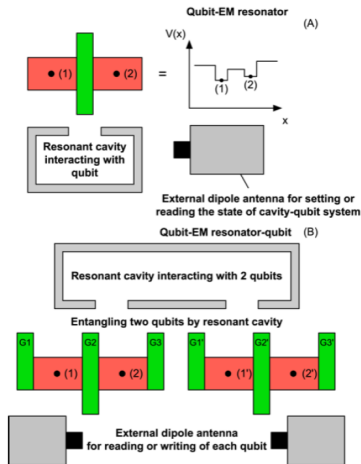 Qubit-EM resonator
(A)
V(x)
(1)
(2)
=
(1)
(2)
x
Resonant cavity
interacting with
qubit
External dipole antenna for setting or
reading the state of cavity-qubit system
Qubit-EM resonator-qubit (B)
Resonant cavity interacting with 2 qubits
Entangling two qubits by resonant cavity
G1 G2 G3 G1' G2' G3'
(1) (2) (1') (2')
External dipole antenna
for reading or writing of each qubit